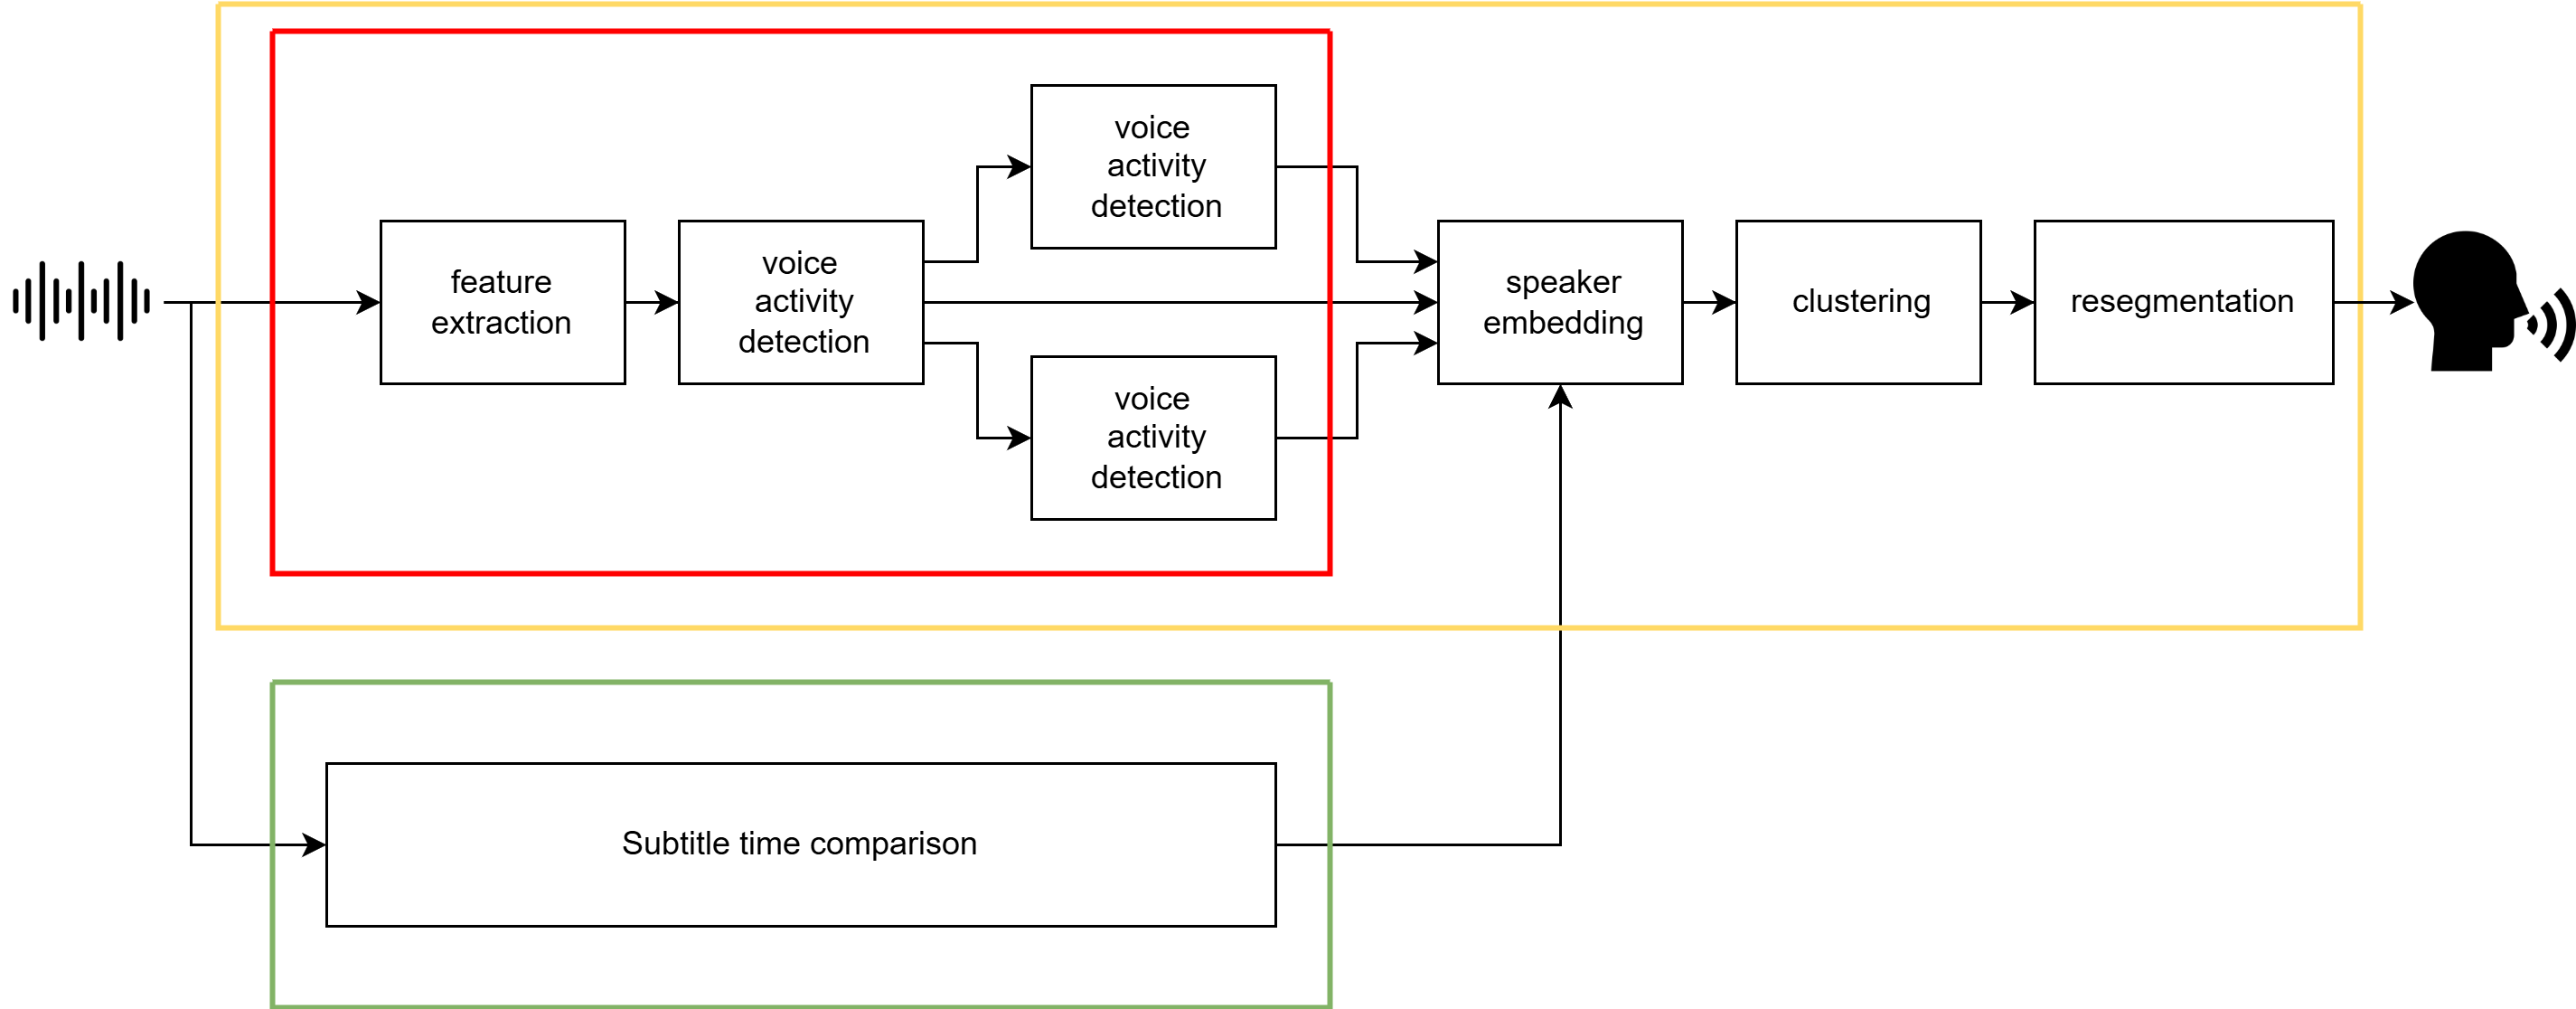 feature
extraction
voice
activity
detection
voice
activity
detection
voice
activity
detection
speaker
embedding
clustering
resegmentation
Subtitle time comparison